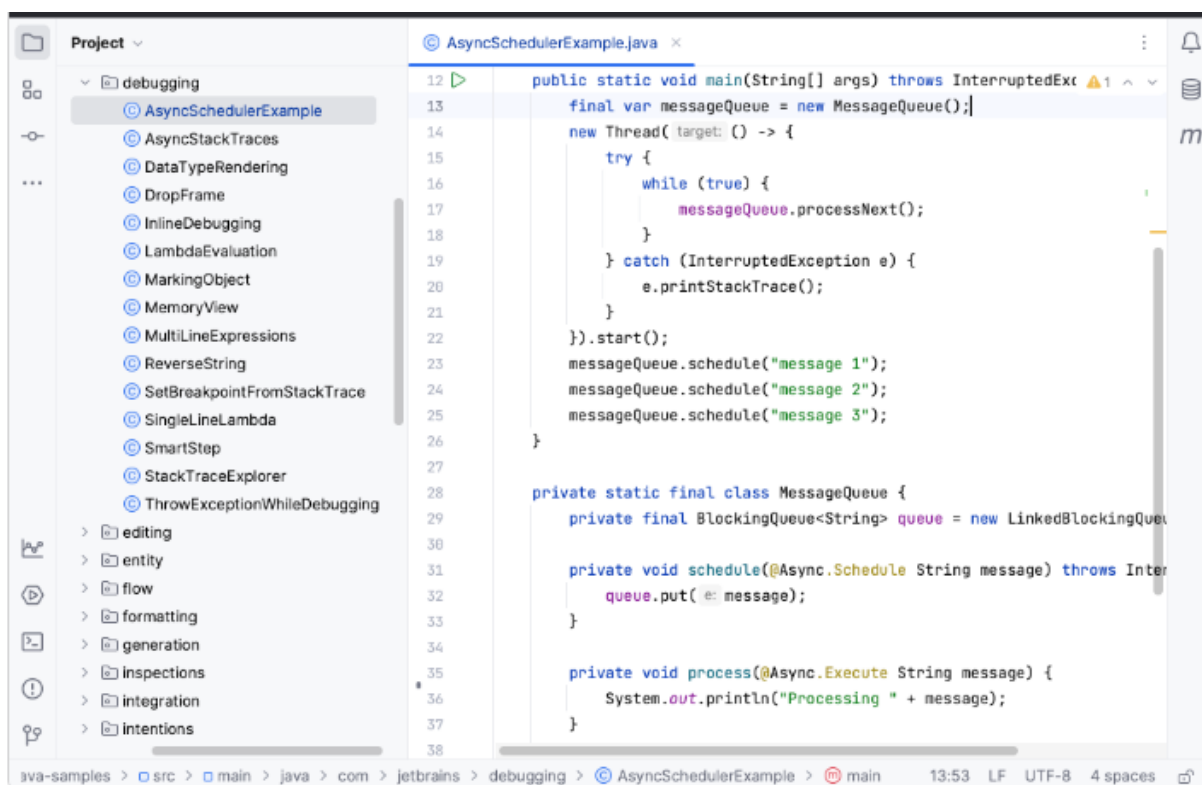 Project
debugging
AsyncSchedulerExample
AsyncStackTraces
DataTypeRendering
DropFrame
InlineDebugging
LambdaEvaluation
MarkingObject
MemoryView
MultiLineExpressions
ReverseString
SetBreakpointFromStackTrace
SingleLineLambda
SmartStep
StackTraceExplorer
ThrowExceptionWhileDebugging
editing
entity
flow
formatting
generation
inspections
integration
intentions
AsyncSchedulerExample.java
12 public static void main(String[] args) throws InterruptedExc 1
13 final var messageQueue = new MessageQueue();
14 new Thread( target: () -> {
15 try {
16 while (true) {
17 messageQueue.processNext();
18 }
19 } catch (InterruptedException e) {
20 e.printStackTrace();
21 }
22 }).start();
23 messageQueue.schedule("message 1");
24 messageQueue.schedule("message 2");
25 messageQueue.schedule("message 3");
26 }
27
28 private static final class MessageQueue {
29 private final BlockingQueue<String> queue = new LinkedBlockingQueu
30
31 private void schedule(@Async.Schedule String message) throws Inter
32 queue.put( e: message);
33 }
34
35 private void process(@Async.Execute String message) {
36 System.out.println("Processing " + message);
37 }
38
ava-samples > src > main > java > com > jetbrains > debugging > AsyncSchedulerExample > main 13:53 LF UTF-8 4 spaces